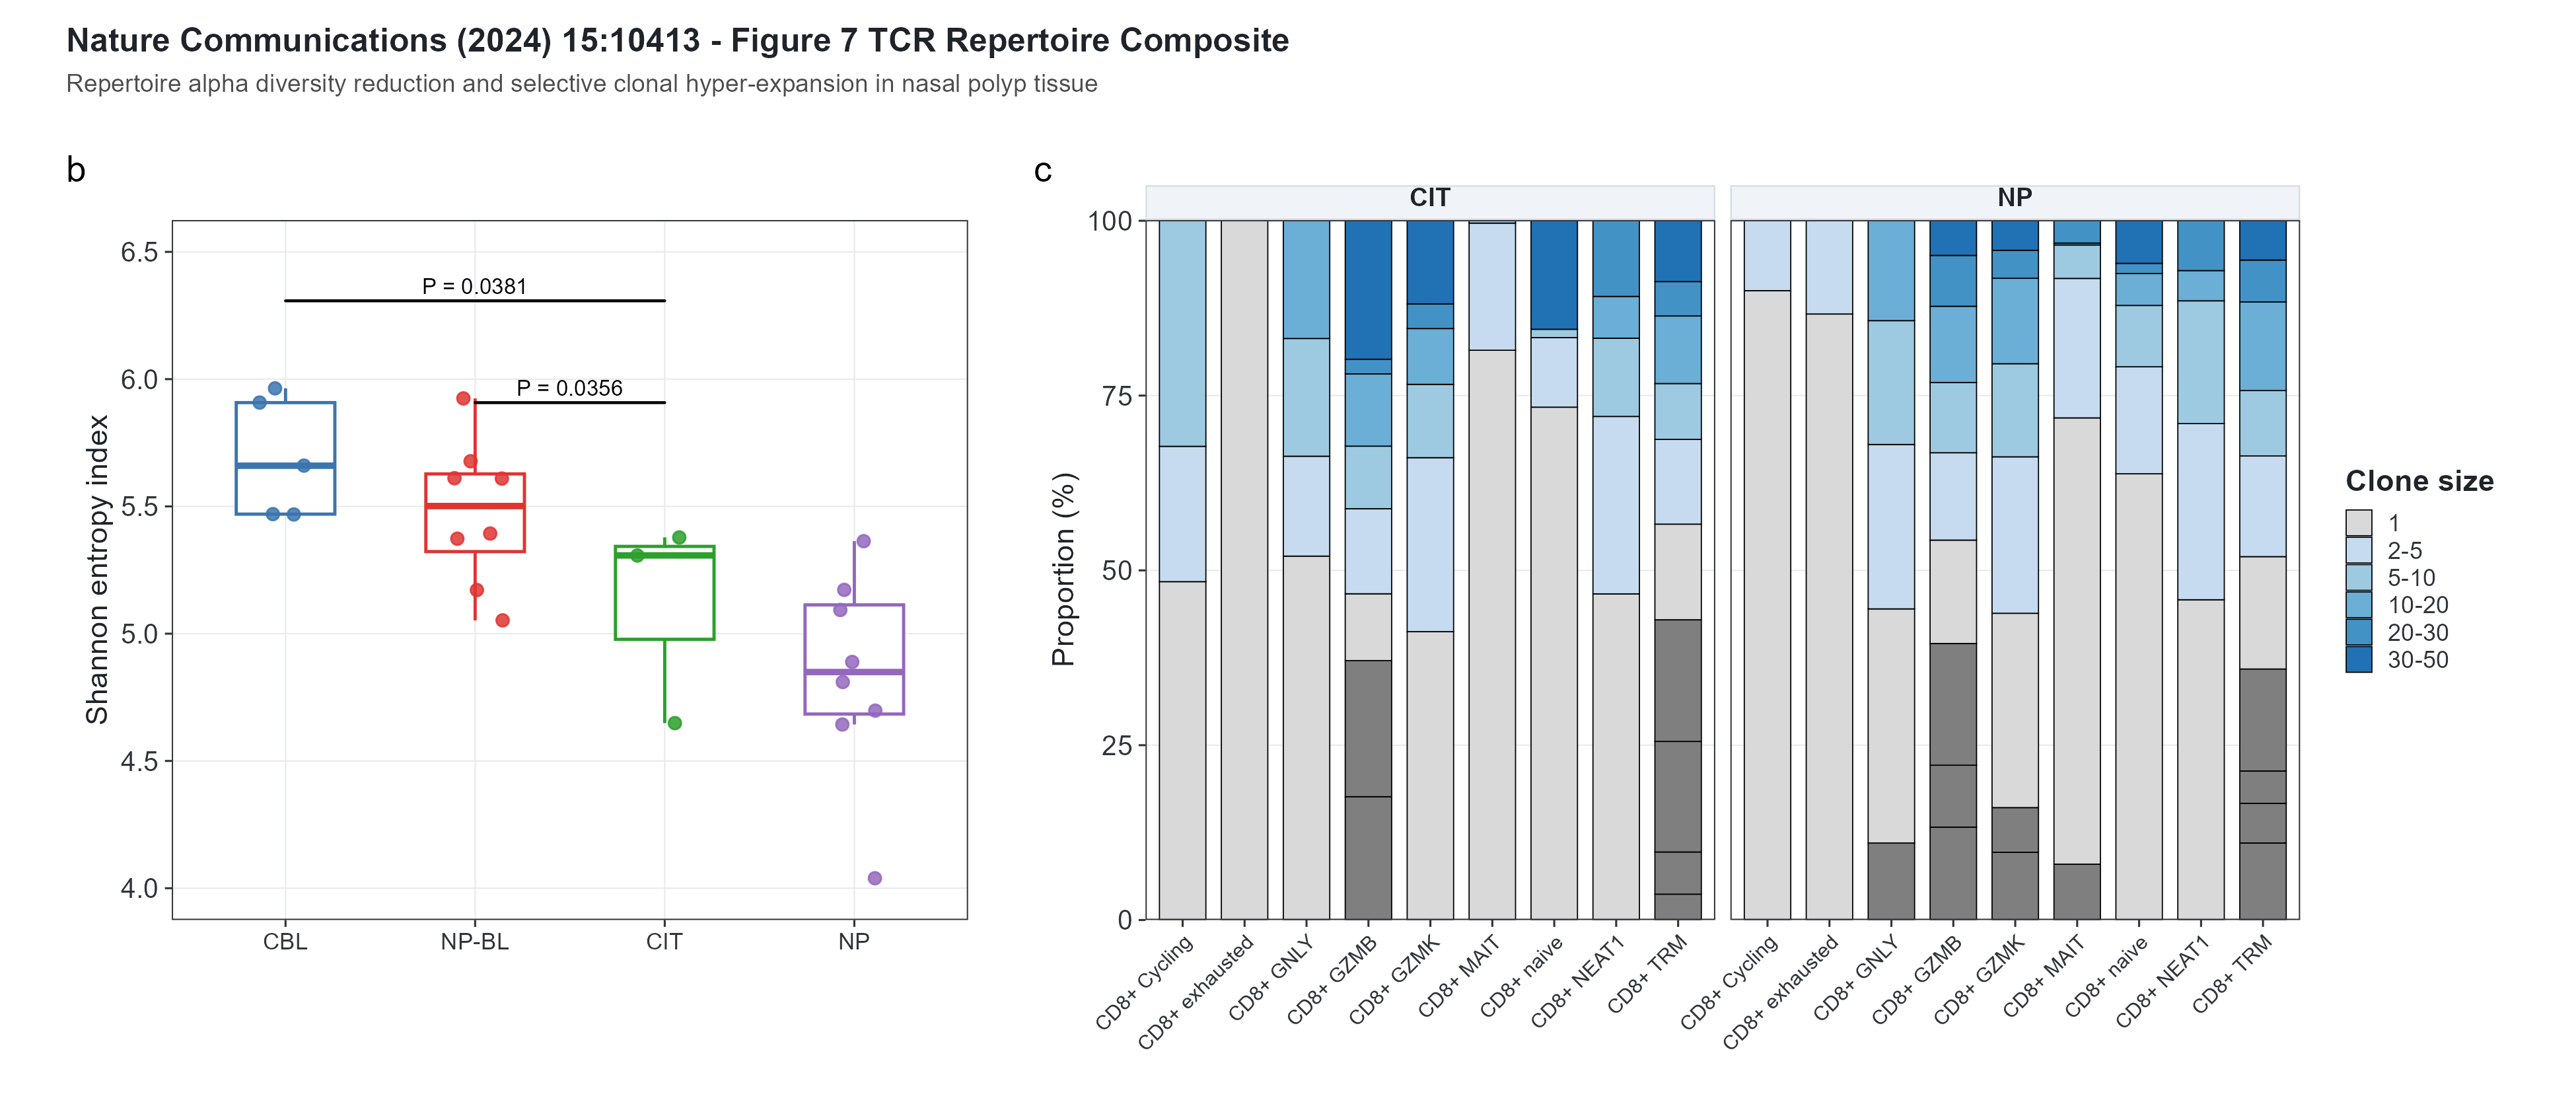 Nature Communications (2024) 15:10413 - Figure 7 TCR Repertoire Composite
Repertoire alpha diversity reduction and selective clonal hyper-expansion in nasal polyp tissue
b
Shannon entropy index
6.5
6.0
5.5
5.0
4.5
4.0
P = 0.0381
P = 0.0356
CBL
NP-BL
CIT
NP
c
CIT
NP
Proportion (%)
100
75
50
25
0
CD8+ Cycling
CD8+ exhausted
CD8+ GNLY
CD8+ GZMB
CD8+ GZMK
CD8+ MAIT
CD8+ naive
CD8+ NEAT1
CD8+ TRM
CD8+ Cycling
CD8+ exhausted
CD8+ GNLY
CD8+ GZMB
CD8+ GZMK
CD8+ MAIT
CD8+ naive
CD8+ NEAT1
CD8+ TRM
Clone size
1
2-5
5-10
10-20
20-30
30-50